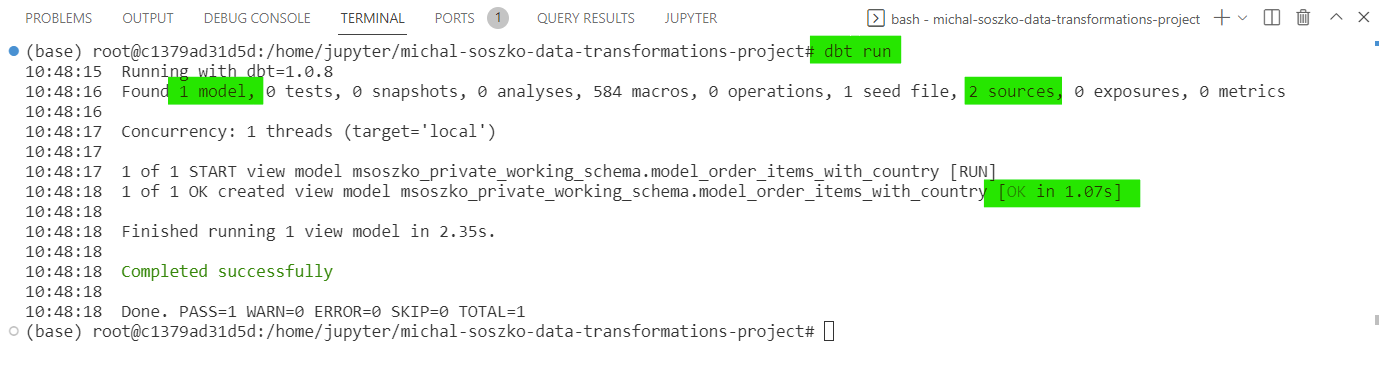 PROBLEMS OUTPUT DEBUG CONSOLE TERMINAL PORTS 1 QUERY RESULTS JUPYTER bash - michal-soszko-data-transformations-project
(base) root@c1379ad31d5d:/home/jupyter/michal-soszko-data-transformations-project# dbt run
10:48:15 Running with dbt=1.0.8
10:48:16 Found 1 model, 0 tests, 0 snapshots, 0 analyses, 584 macros, 0 operations, 1 seed file, 2 sources, 0 exposures, 0 metrics
10:48:16
10:48:17 Concurrency: 1 threads (target='local')
10:48:17
10:48:17 1 of 1 START view model msoszko_private_working_schema.model_order_items_with_country [RUN]
10:48:18 1 of 1 OK created view model msoszko_private_working_schema.model_order_items_with_country [OK in 1.07s]
10:48:18
10:48:18 Finished running 1 view model in 2.35s.
10:48:18
10:48:18 Completed successfully
10:48:18
10:48:18 Done. PASS=1 WARN=0 ERROR=0 SKIP=0 TOTAL=1
(base) root@c1379ad31d5d:/home/jupyter/michal-soszko-data-transformations-project#